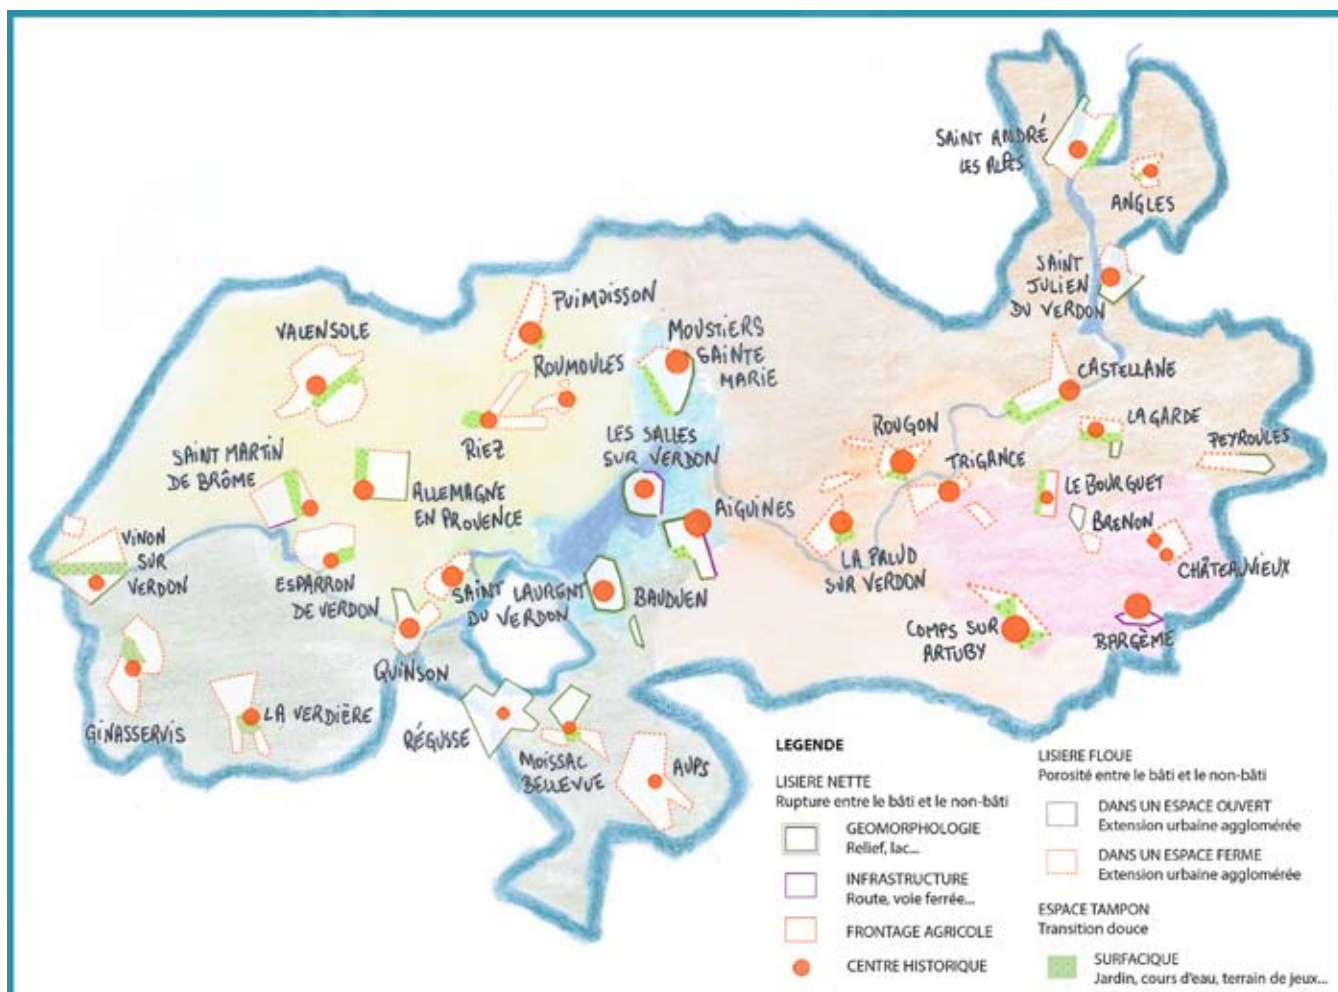 SAINT ANDRÉ
LES ALPES
ANGLES
SAINT
JULIEN
DU VERDON
PUIMOISSON
VALENSOLE
MOUSTIERS
SAINTE
MARIE
ROUMOULES
CASTELLANE
LA GARDE
ROUGON
RIEZ
LES SALLES
SUR VERDON
PEYROULES
SAINT MARTIN
DE BRÔME
TRIGANCE
ALLEMAGNE
EN PROVENCE
LE BOURGUET
AIGUINES
BRENON
VINON
SUR
VERDON
LA PALUD
SUR VERDON
CHÂTEAUVIEUX
ESPARRON
DE VERDON
SAINT LAURENT
DU VERDON
BAUDUEN
COMPS SUR
ARTUBY
BARGÈME
QUINSON
GINASSERVIS
LA VERDIÈRE
RÉGUSSE
MOISSAC
BELLEVUE
AUPS
LEGENDE
LISIERE NETTE
Rupture entre le bâti et le non-bâti
GEOMORPHOLOGIE
Relief, lac...
INFRASTRUCTURE
Route, voie ferrée...
FRONTAGE AGRICOLE
CENTRE HISTORIQUE
LISIERE FLOUE
Porosité entre le bâti et le non-bâti
DANS UN ESPACE OUVERT
Extension urbaine agglomérée
DANS UN ESPACE FERME
Extension urbaine agglomérée
ESPACE TAMPON
Transition douce
SURFACIQUE
Jardin, cours d'eau, terrain de jeux...